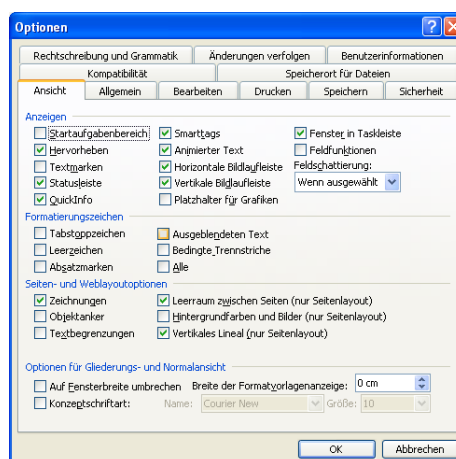 Optionen
Rechtschreibung und Grammatik Änderungen verfolgen Benutzerinformationen
Kompatibilität Speicherort für Dateien
Ansicht Allgemein Bearbeiten Drucken Speichern Sicherheit
Anzeigen
Startaufgabenbereich Smarttags Fenster in Taskleiste
Hervorheben Animierter Text Feldfunktionen
Textmarken Horizontale Bildlaufleiste Feldschattierung:
Statusleiste Vertikale Bildlaufleiste Wenn ausgewählt
QuickInfo Platzhalter für Grafiken
Formatierungszeichen
Tabstoppzeichen Ausgeblendeten Text
Leerzeichen Bedingte Trennstriche
Absatzmarken Alle
Seiten- und Weblayoutoptionen
Zeichnungen Leerraum zwischen Seiten (nur Seitenlayout)
Objektanker Hintergrundfarben und Bilder (nur Seitenlayout)
Textbegrenzungen Vertikales Lineal (nur Seitenlayout)
Optionen für Gliederungs- und Normalansicht
Auf Fensterbreite umbrechen Breite der Formatvorlagenanzeige: 0 cm
Konzeptschriftart: Name: Courier New Größe: 10
OK Abbrechen